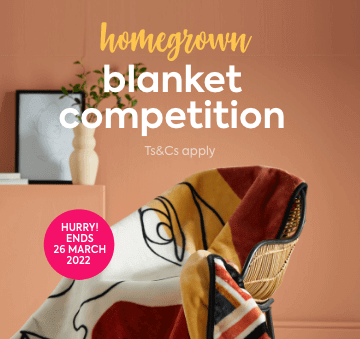 homegrown
blanket
competition
Ts&Cs apply
HURRY!
ENDS
26 MARCH
2022